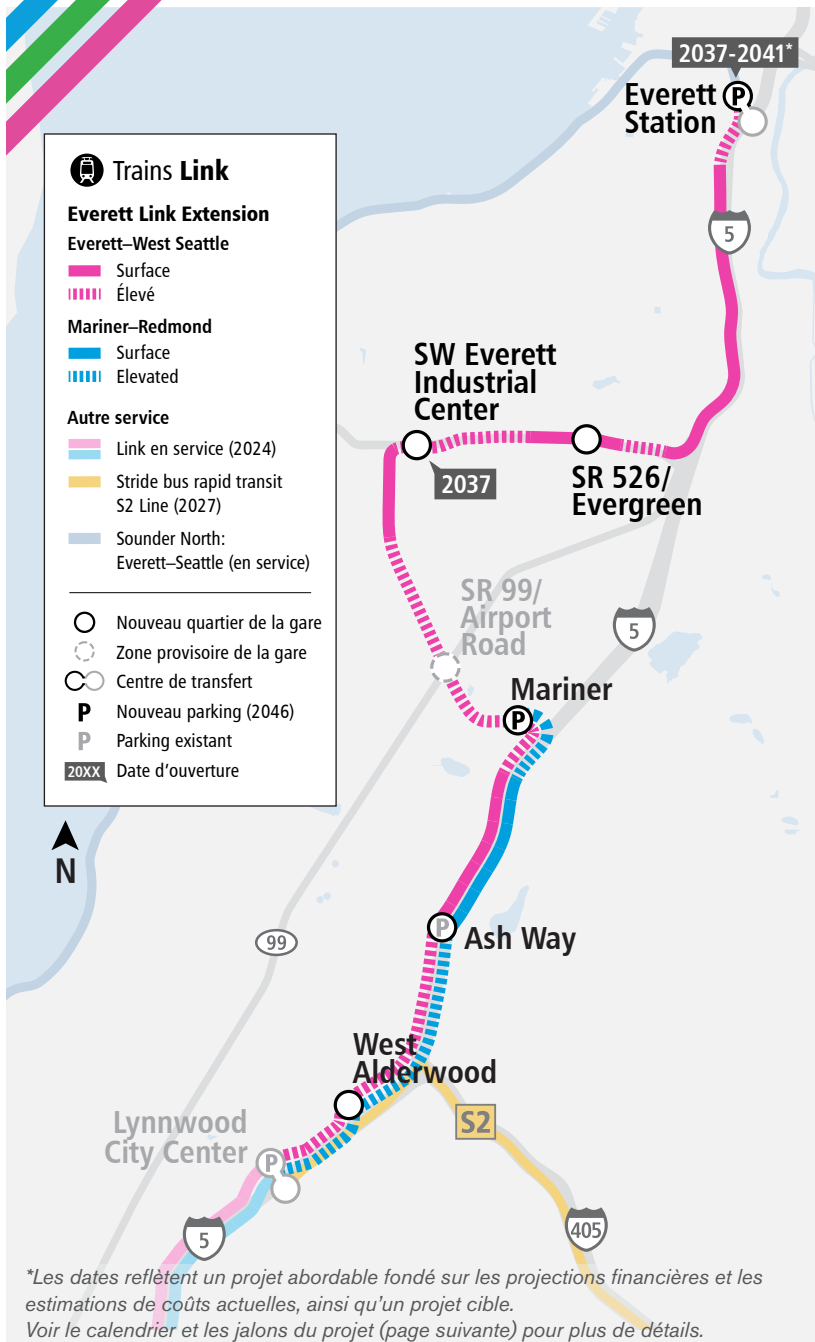 2037-2041*
Everett
Station
P
Trains Link
Everett Link Extension
Everett–West Seattle
Surface
Élevé
Mariner–Redmond
Surface
Elevated
Autre service
Link en service (2024)
Stride bus rapid transit
S2 Line (2027)
Sounder North:
Everett–Seattle (en service)
Nouveau quartier de la gare
Zone provisoire de la gare
Centre de transfert
P Nouveau parking (2046)
P Parking existant
20XX Date d'ouverture
N
5
SW Everett
Industrial
Center
2037
SR 526/
Evergreen
SR 99/
Airport
Road
5
Mariner
P
P
Ash Way
99
West
Alderwood
S2
Lynnwood
City Center
P
5
405
*Les dates reflètent un projet abordable fondé sur les projections financières et les
estimations de coûts actuelles, ainsi qu'un projet cible.
Voir le calendrier et les jalons du projet (page suivante) pour plus de détails.